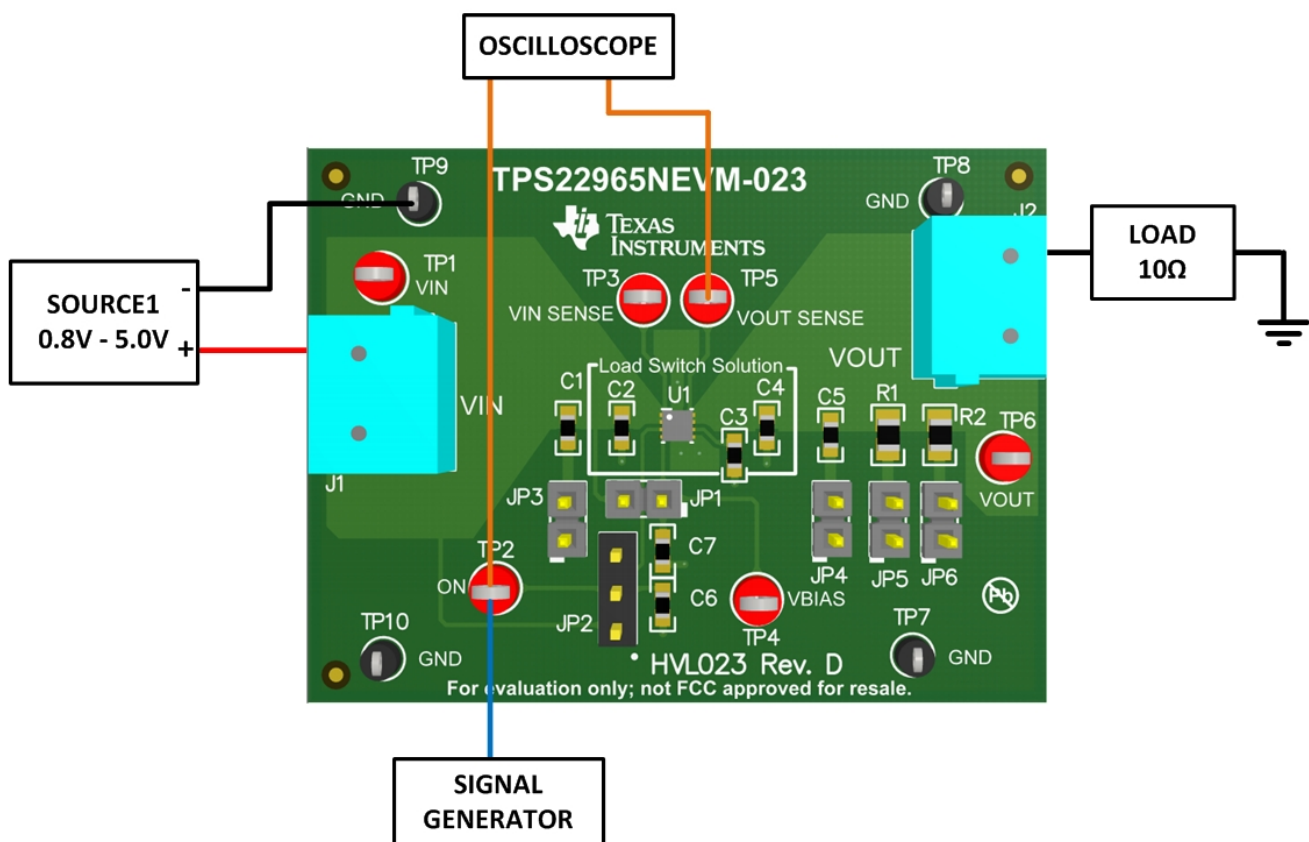 OSCILLOSCOPE
TP9
GND
TPS22965NEVM-023
TP8
GND
J2
TEXAS
INSTRUMENTS
LOAD
10Ω
SOURCE1
0.8V - 5.0V
-
+
TP1
VIN
TP3
VIN SENSE
TP5
VOUT SENSE
VIN
J1
VOUT
Load Switch Solution
C1
C2
U1
C3
C4
C5
R1
R2
TP6
VOUT
JP3
JP1
C7
C6
JP2
TP2
ON
VBIAS
TP4
JP4
JP5
JP6
Pb
TP10
GND
TP7
GND
HVL023 Rev. D
For evaluation only; not FCC approved for resale.
SIGNAL
GENERATOR